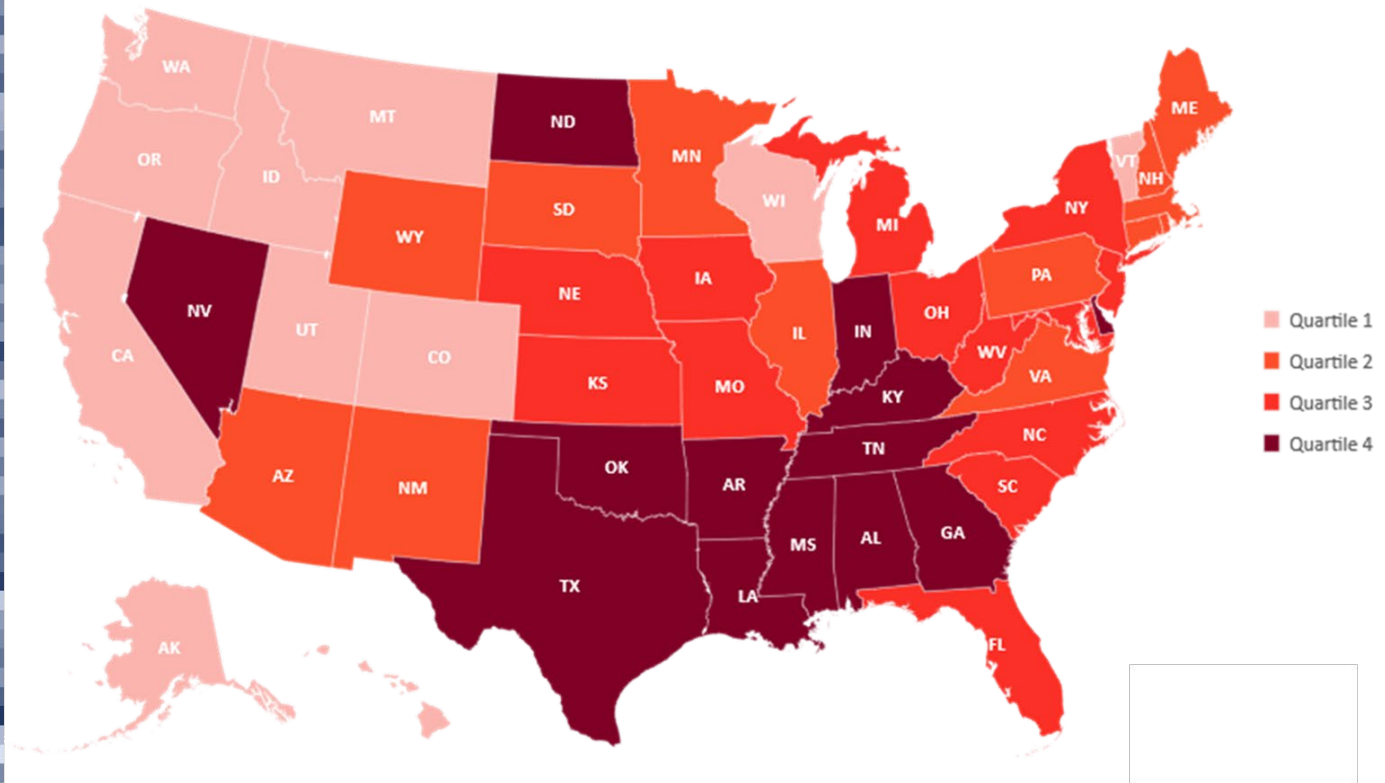 WA
MT
ND
ME
OR
ID
MN
VT
NH
WI
SD
NY
WY
MI
IA
PA
NE
NV
OH
UT
IL
IN
CO
WV
CA
VA
KS
MO
KY
NC
TN
OK
AZ
NM
AR
SC
GA
MS
AL
TX
LA
FL
AK
Quartile 1
Quartile 2
Quartile 3
Quartile 4